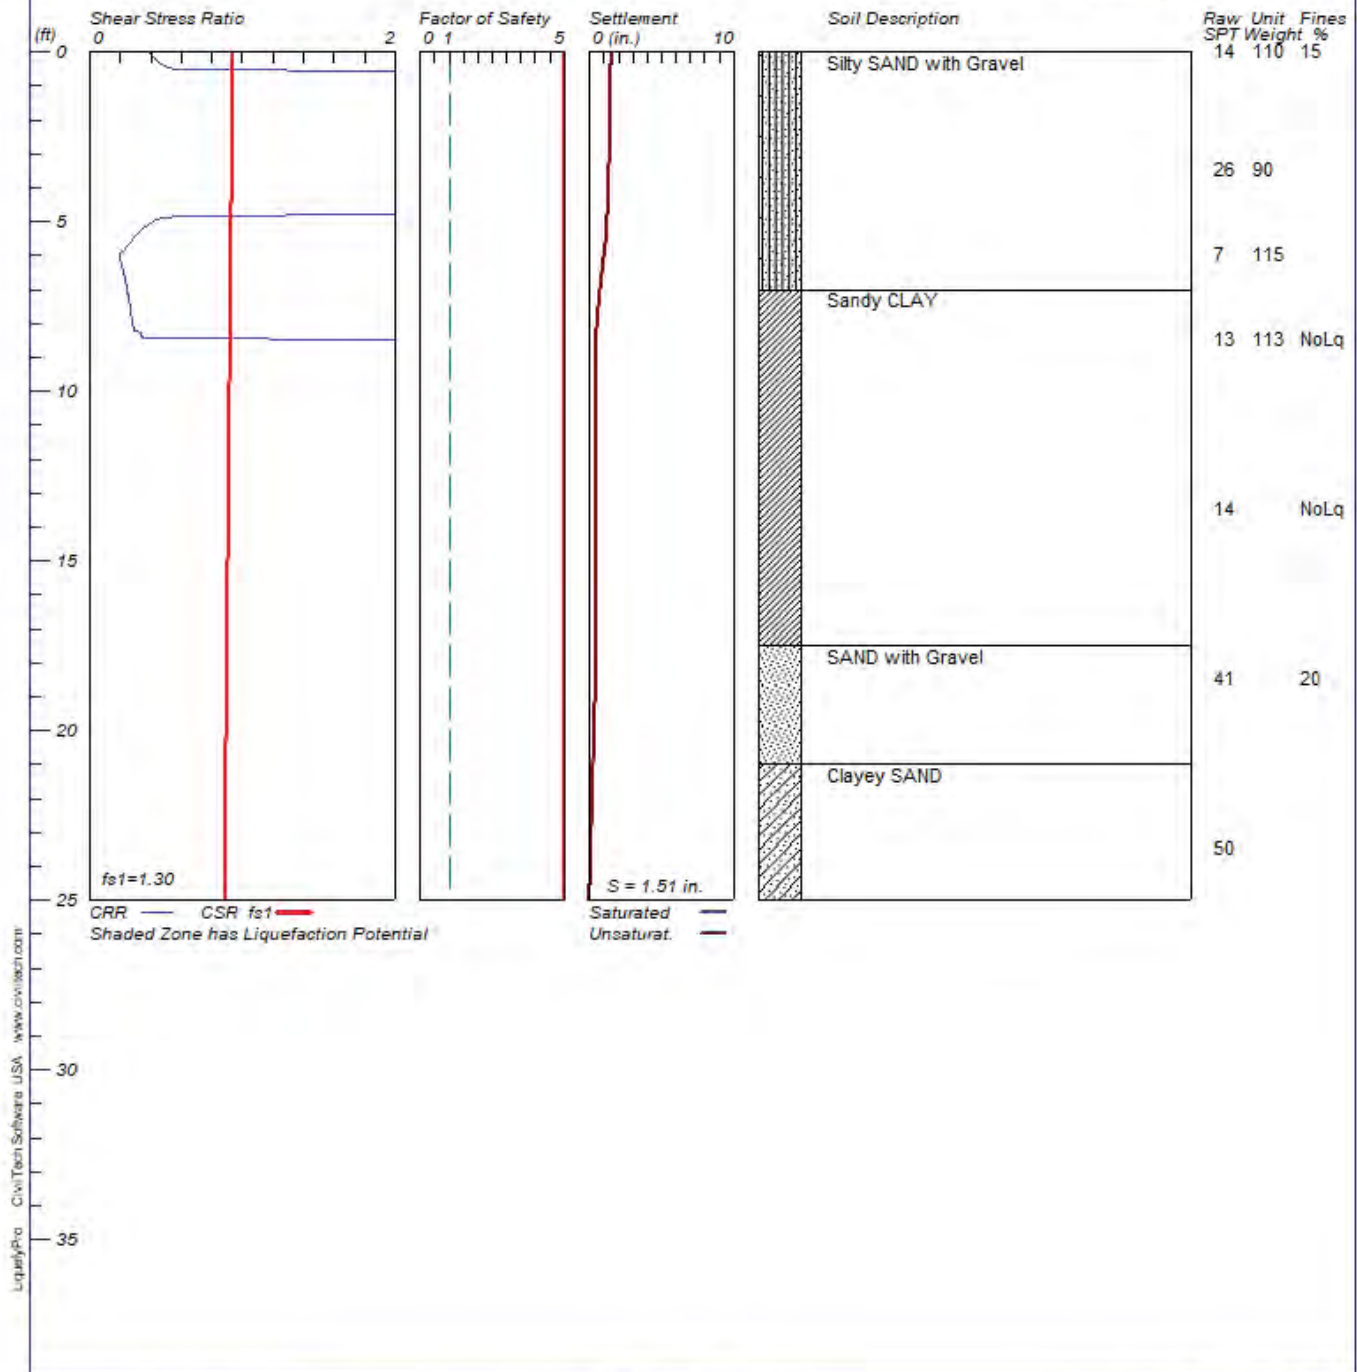 Shear Stress Ratio Factor of Safety Settlement Soil Description Raw Unit Fines
(ft) 0 2 0 1 5 0 (in.) 10 SPT Weight %
0 14 110 15
Silty SAND with Gravel
26 90
5
7 115
Sandy CLAY
13 113 NoLq
10
14 NoLq
15
SAND with Gravel
41 20
20
Clayey SAND
50
fs1=1.30 S = 1.51 in.
25
CRR CSR fs1 Saturated
Shaded Zone has Liquefaction Potential Unsaturat.
30
35
LiquefyPro CivilTech Software USA www.civiltech.com